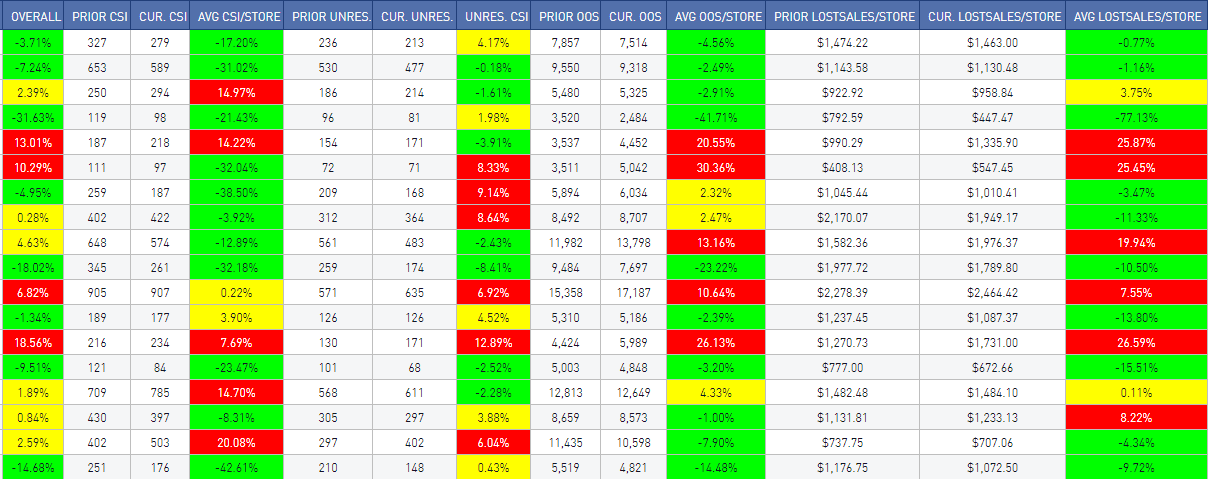 OVERALL PRIOR CSI CUR. CSI AVG CSI/STORE PRIOR UNRES. CUR. UNRES. UNRES. CSI PRIOR OOS CUR. OOS AVG OOS/STORE PRIOR LOSTSALES/STORE CUR. LOSTSALES/STORE AVG LOSTSALES/STORE
-3.71% 327 279 -17.20% 236 213 4.17% 7,857 7,514 -4.56% $1,474.22 $1,463.00 -0.77%
-7.24% 653 589 -31.02% 530 477 -0.18% 9,550 9,318 -2.49% $1,143.58 $1,130.48 -1.16%
2.39% 250 294 14.97% 186 214 -1.61% 5,480 5,325 -2.91% $922.92 $958.84 3.75%
-31.63% 119 98 -21.43% 96 81 1.98% 3,520 2,484 -41.71% $792.59 $447.47 -77.13%
13.01% 187 218 14.22% 154 171 -3.91% 3,537 4,452 20.55% $990.29 $1,335.90 25.87%
10.29% 111 97 -32.04% 72 71 8.33% 3,511 5,042 30.36% $408.13 $547.45 25.45%
-4.95% 259 187 -38.50% 209 168 9.14% 5,894 6,034 2.32% $1,045.44 $1,010.41 -3.47%
0.28% 402 422 -3.92% 312 364 8.64% 8,492 8,707 2.47% $2,170.07 $1,949.17 -11.33%
4.63% 648 574 -12.89% 561 483 -2.43% 11,982 13,798 13.16% $1,582.36 $1,976.37 19.94%
-18.02% 345 261 -32.18% 259 174 -8.41% 9,484 7,697 -23.22% $1,977.72 $1,789.80 -10.50%
6.82% 905 907 0.22% 571 635 6.92% 15,358 17,187 10.64% $2,278.39 $2,464.42 7.55%
-1.34% 189 177 3.90% 126 126 4.52% 5,310 5,186 -2.39% $1,237.45 $1,087.37 -13.80%
18.56% 216 234 7.69% 130 171 12.89% 4,424 5,989 26.13% $1,270.73 $1,731.00 26.59%
-9.51% 121 84 -23.47% 101 68 -2.52% 5,003 4,848 -3.20% $777.00 $672.66 -15.51%
1.89% 709 785 14.70% 568 611 -2.28% 12,813 12,649 4.33% $1,482.48 $1,484.10 0.11%
0.84% 430 397 -8.31% 305 297 3.88% 8,659 8,573 -1.00% $1,131.81 $1,233.13 8.22%
2.59% 402 503 20.08% 297 402 6.04% 11,435 10,598 -7.90% $737.75 $707.06 -4.34%
-14.68% 251 176 -42.61% 210 148 0.43% 5,519 4,821 -14.48% $1,176.75 $1,072.50 -9.72%